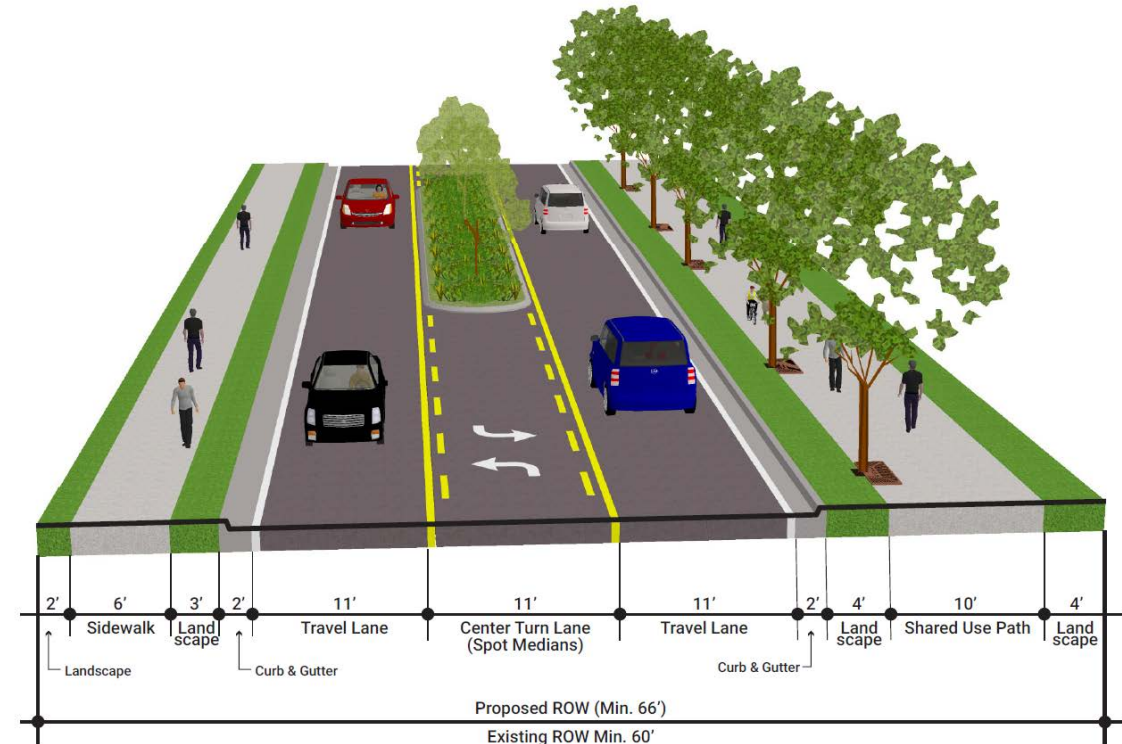 2’ 6’ 3’ 2’ 11’ 11’ 11’ 2’ 4’ 10’ 4’
Sidewalk
Land
scape
Travel Lane
Center Turn Lane
(Spot Medians)
Travel Lane
Land
scape
Shared Use Path
Land
scape
Landscape
Curb & Gutter
Curb & Gutter
Proposed ROW (Min. 66’)
Existing ROW Min. 60’